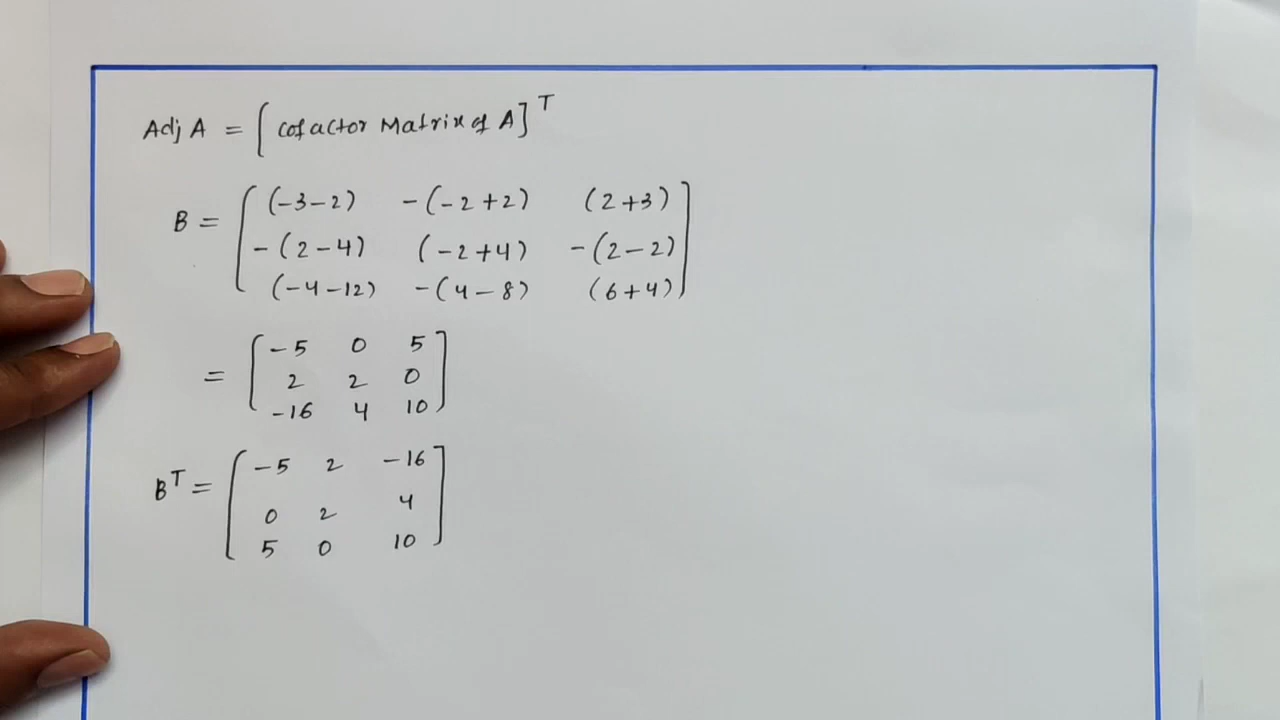 Adj A = [cofactor Matrix of A]ᵀ
B = [(-3-2) -(-2+2) (2+3)
-(2-4) (-2+4) -(2-2)
(-4-12) -(4-8) (6+4)]
= [-5 0 5
2 2 0
-16 4 10]
Bᵀ = [-5 2 -16
0 2 4
5 0 10]